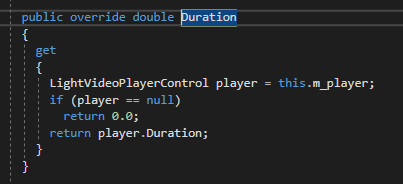 public override double Duration
{
get
{
LightVideoPlayerControl player = this.m_player;
if (player == null)
return 0.0;
return player.Duration;
}
}